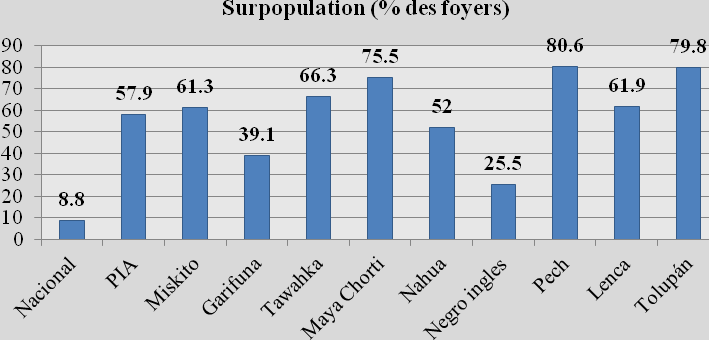 Surpopulation (% des foyers)
90
80
70
60
50
40
30
20
10
0
8.8
57.9
61.3
39.1
66.3
75.5
52
25.5
80.6
61.9
79.8
Nacional
PIA
Miskito
Garifuna
Tawahka
Maya Chorti
Nahua
Negro ingles
Pech
Lenca
Tolupán